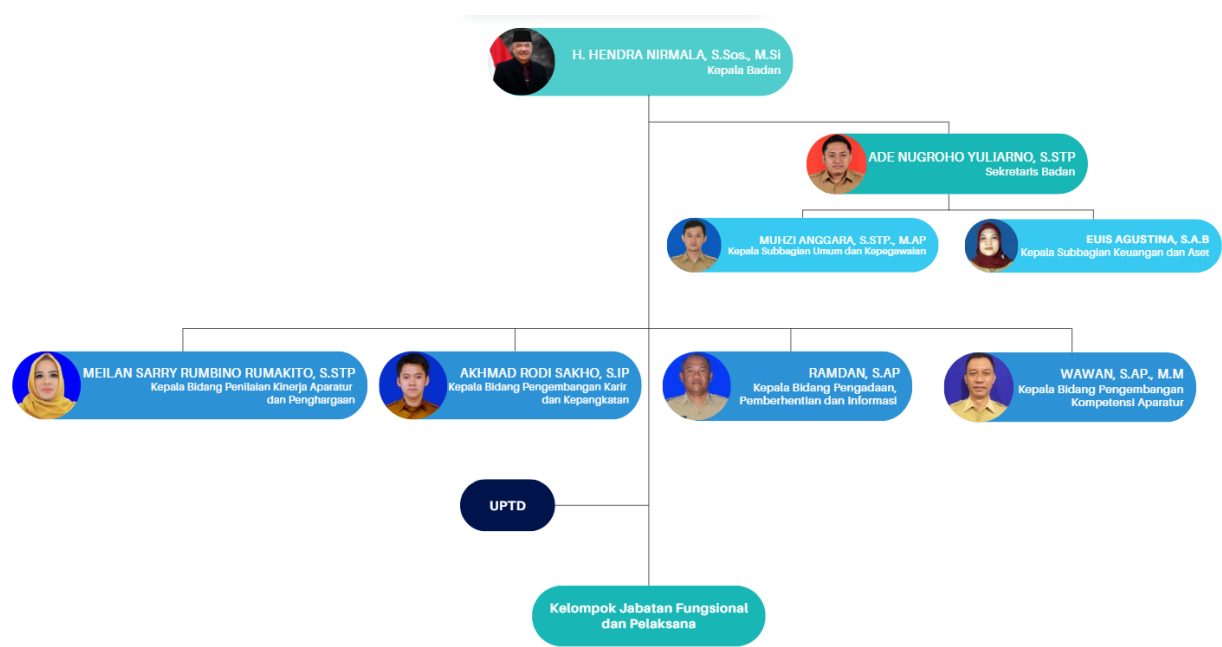 H. HENDRA NIRMALA, S.Sos., M.Si
Kepala Badan
ADE NUGROHO YULIARNO, S.STP
Sekretaris Badan
MUHZI ANGGARA, S.STP., M.AP
Kepala Subbagian Umum dan Kepegawaian
EUIS AGUSTINA, S.A.B
Kepala Subbagian Keuangan dan Aset
MEILAN SARRY RUMBINO RUMAKITO, S.STP
Kepala Bidang Penilaian Kinerja Aparatur
dan Penghargaan
AKHMAD RODI SAKHO, S.IP
Kepala Bidang Pengembangan Karir
dan Kepangkatan
RAMDAN, S.AP
Kepala Bidang Pengadaan,
Pemberhentian dan Informasi
WAWAN, S.AP., M.M
Kepala Bidang Pengembangan
Kompetensi Aparatur
UPTD
Kelompok Jabatan Fungsional
dan Pelaksana